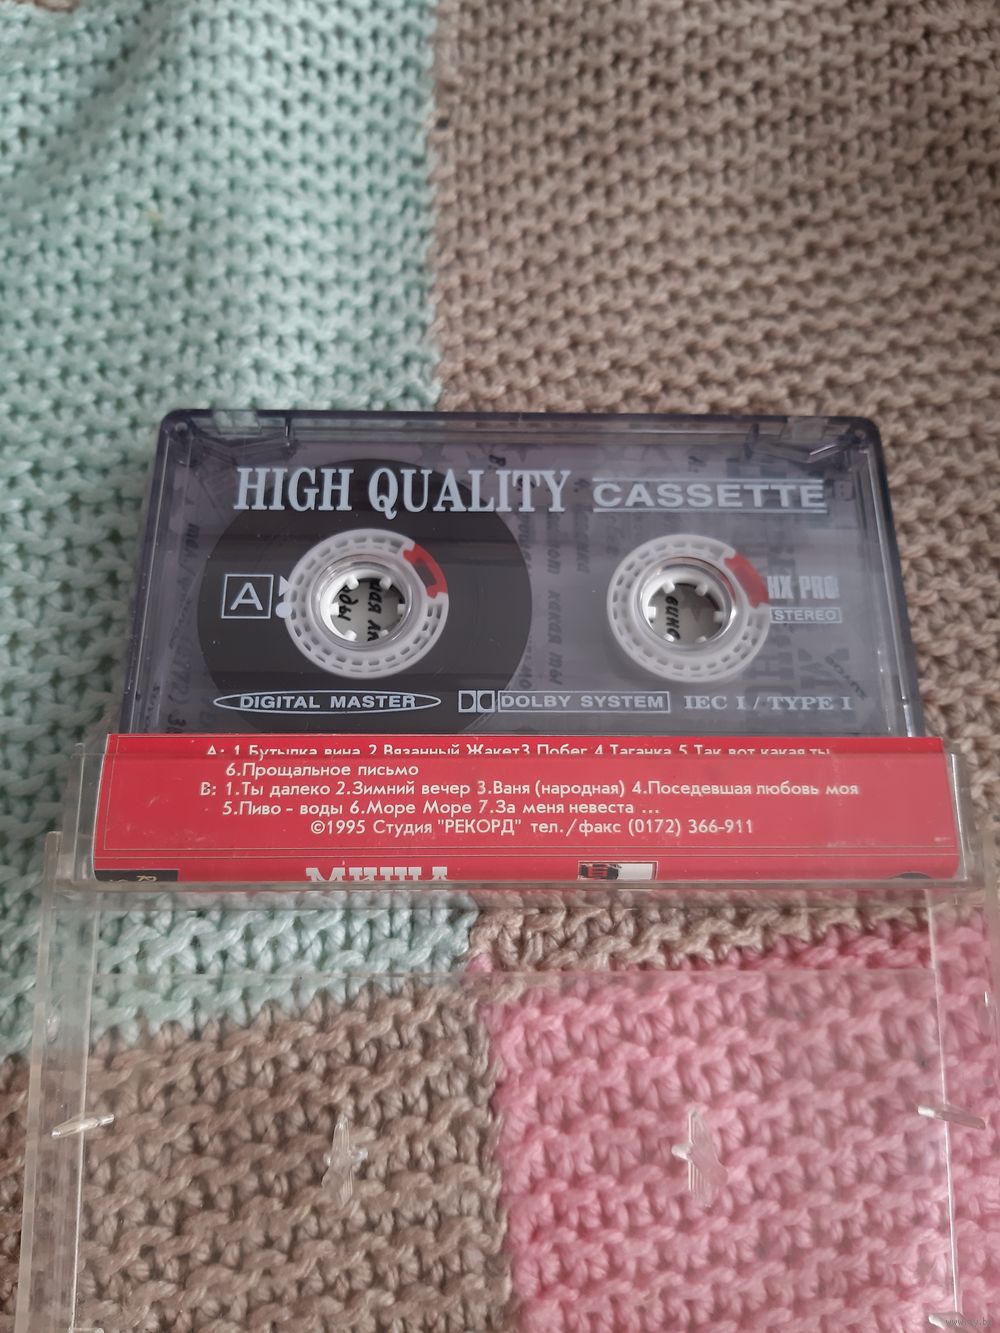 HIGH QUALITY CASSETTE
A
HX PRO
STEREO
DIGITAL MASTER DOLBY SYSTEM IEC I / TYPE I
А: 1.Бутылка вина 2.Вязанный Жакет3.Побег 4.Таганка 5.Так вот какая ты
6.Прощальное письмо
В: 1.Ты далеко 2.Зимний вечер 3.Ваня (народная) 4.Поседевшая любовь моя
5.Пиво - воды 6.Море Море 7.За меня невеста ...
©1995 Студия "РЕКОРД" тел./факс (0172) 366-911
МИША